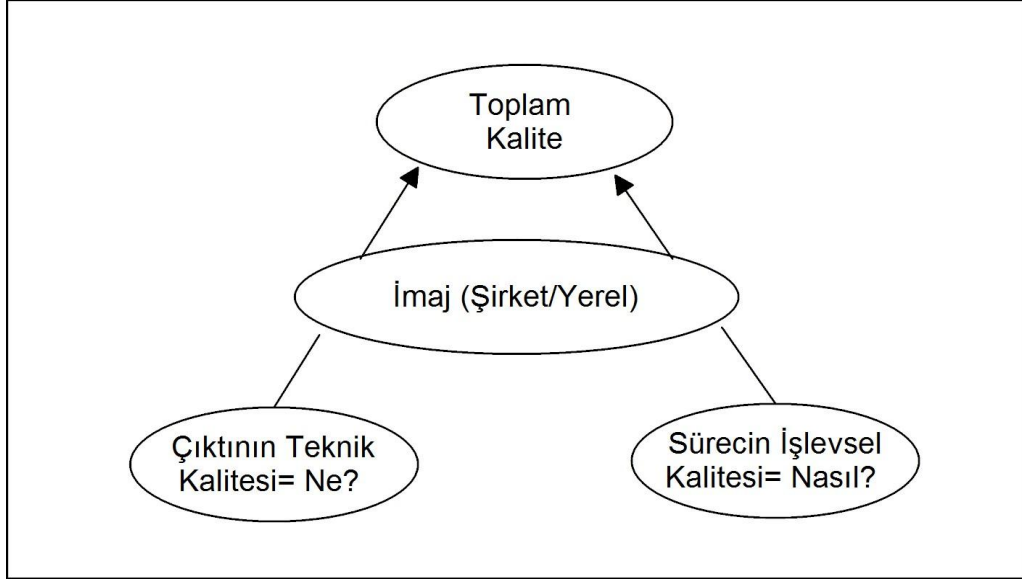 Toplam
Kalite
İmaj (Şirket/Yerel)
Çıktının Teknik
Kalitesi= Ne?
Sürecin İşlevsel
Kalitesi= Nasıl?